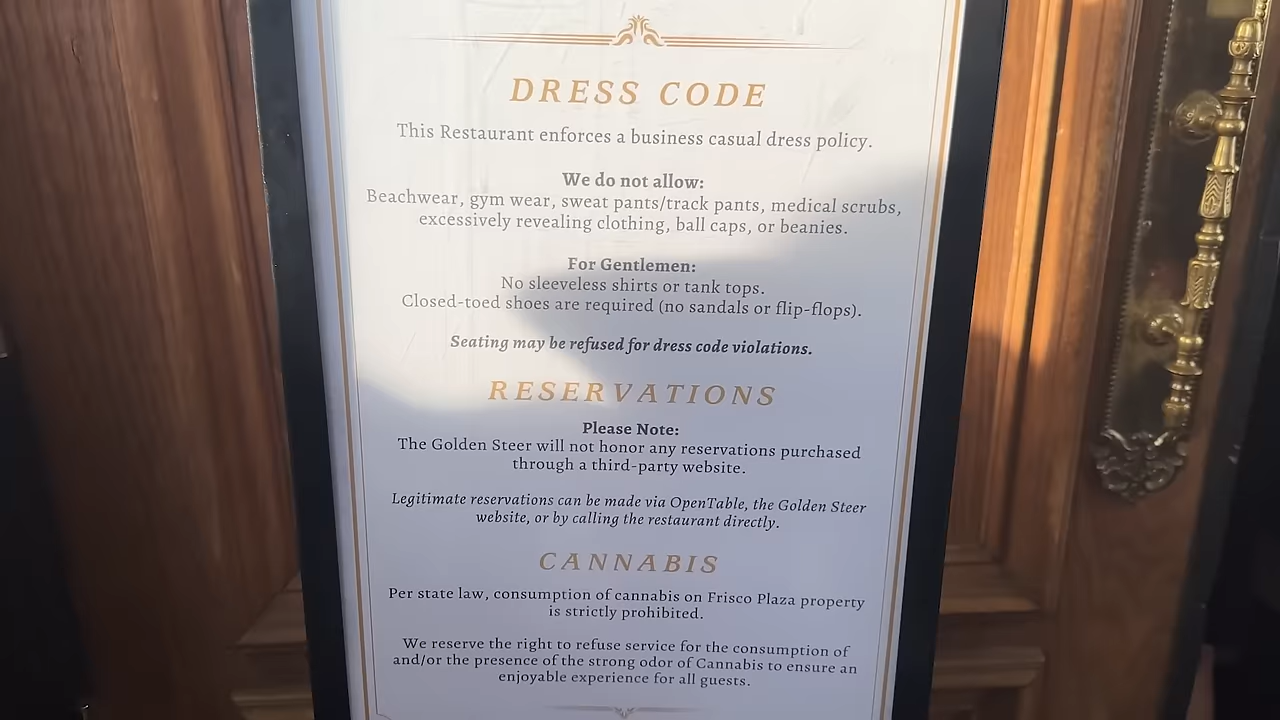 DRESS CODE
This Restaurant enforces a business casual dress policy.
We do not allow:
Beachwear, gym wear, sweat pants/track pants, medical scrubs,
excessively revealing clothing, ball caps, or beanies.
For Gentlemen:
No sleeveless shirts or tank tops.
Closed-toed shoes are required (no sandals or flip-flops).
Seating may be refused for dress code violations.
RESERVATIONS
Please Note:
The Golden Steer will not honor any reservations purchased
through a third-party website.
Legitimate reservations can be made via OpenTable, the Golden Steer
website, or by calling the restaurant directly.
CANNABIS
Per state law, consumption of cannabis on Frisco Plaza property
is strictly prohibited.
We reserve the right to refuse service for the consumption of
and/or the presence of the strong odor of Cannabis to ensure an
enjoyable experience for all guests.